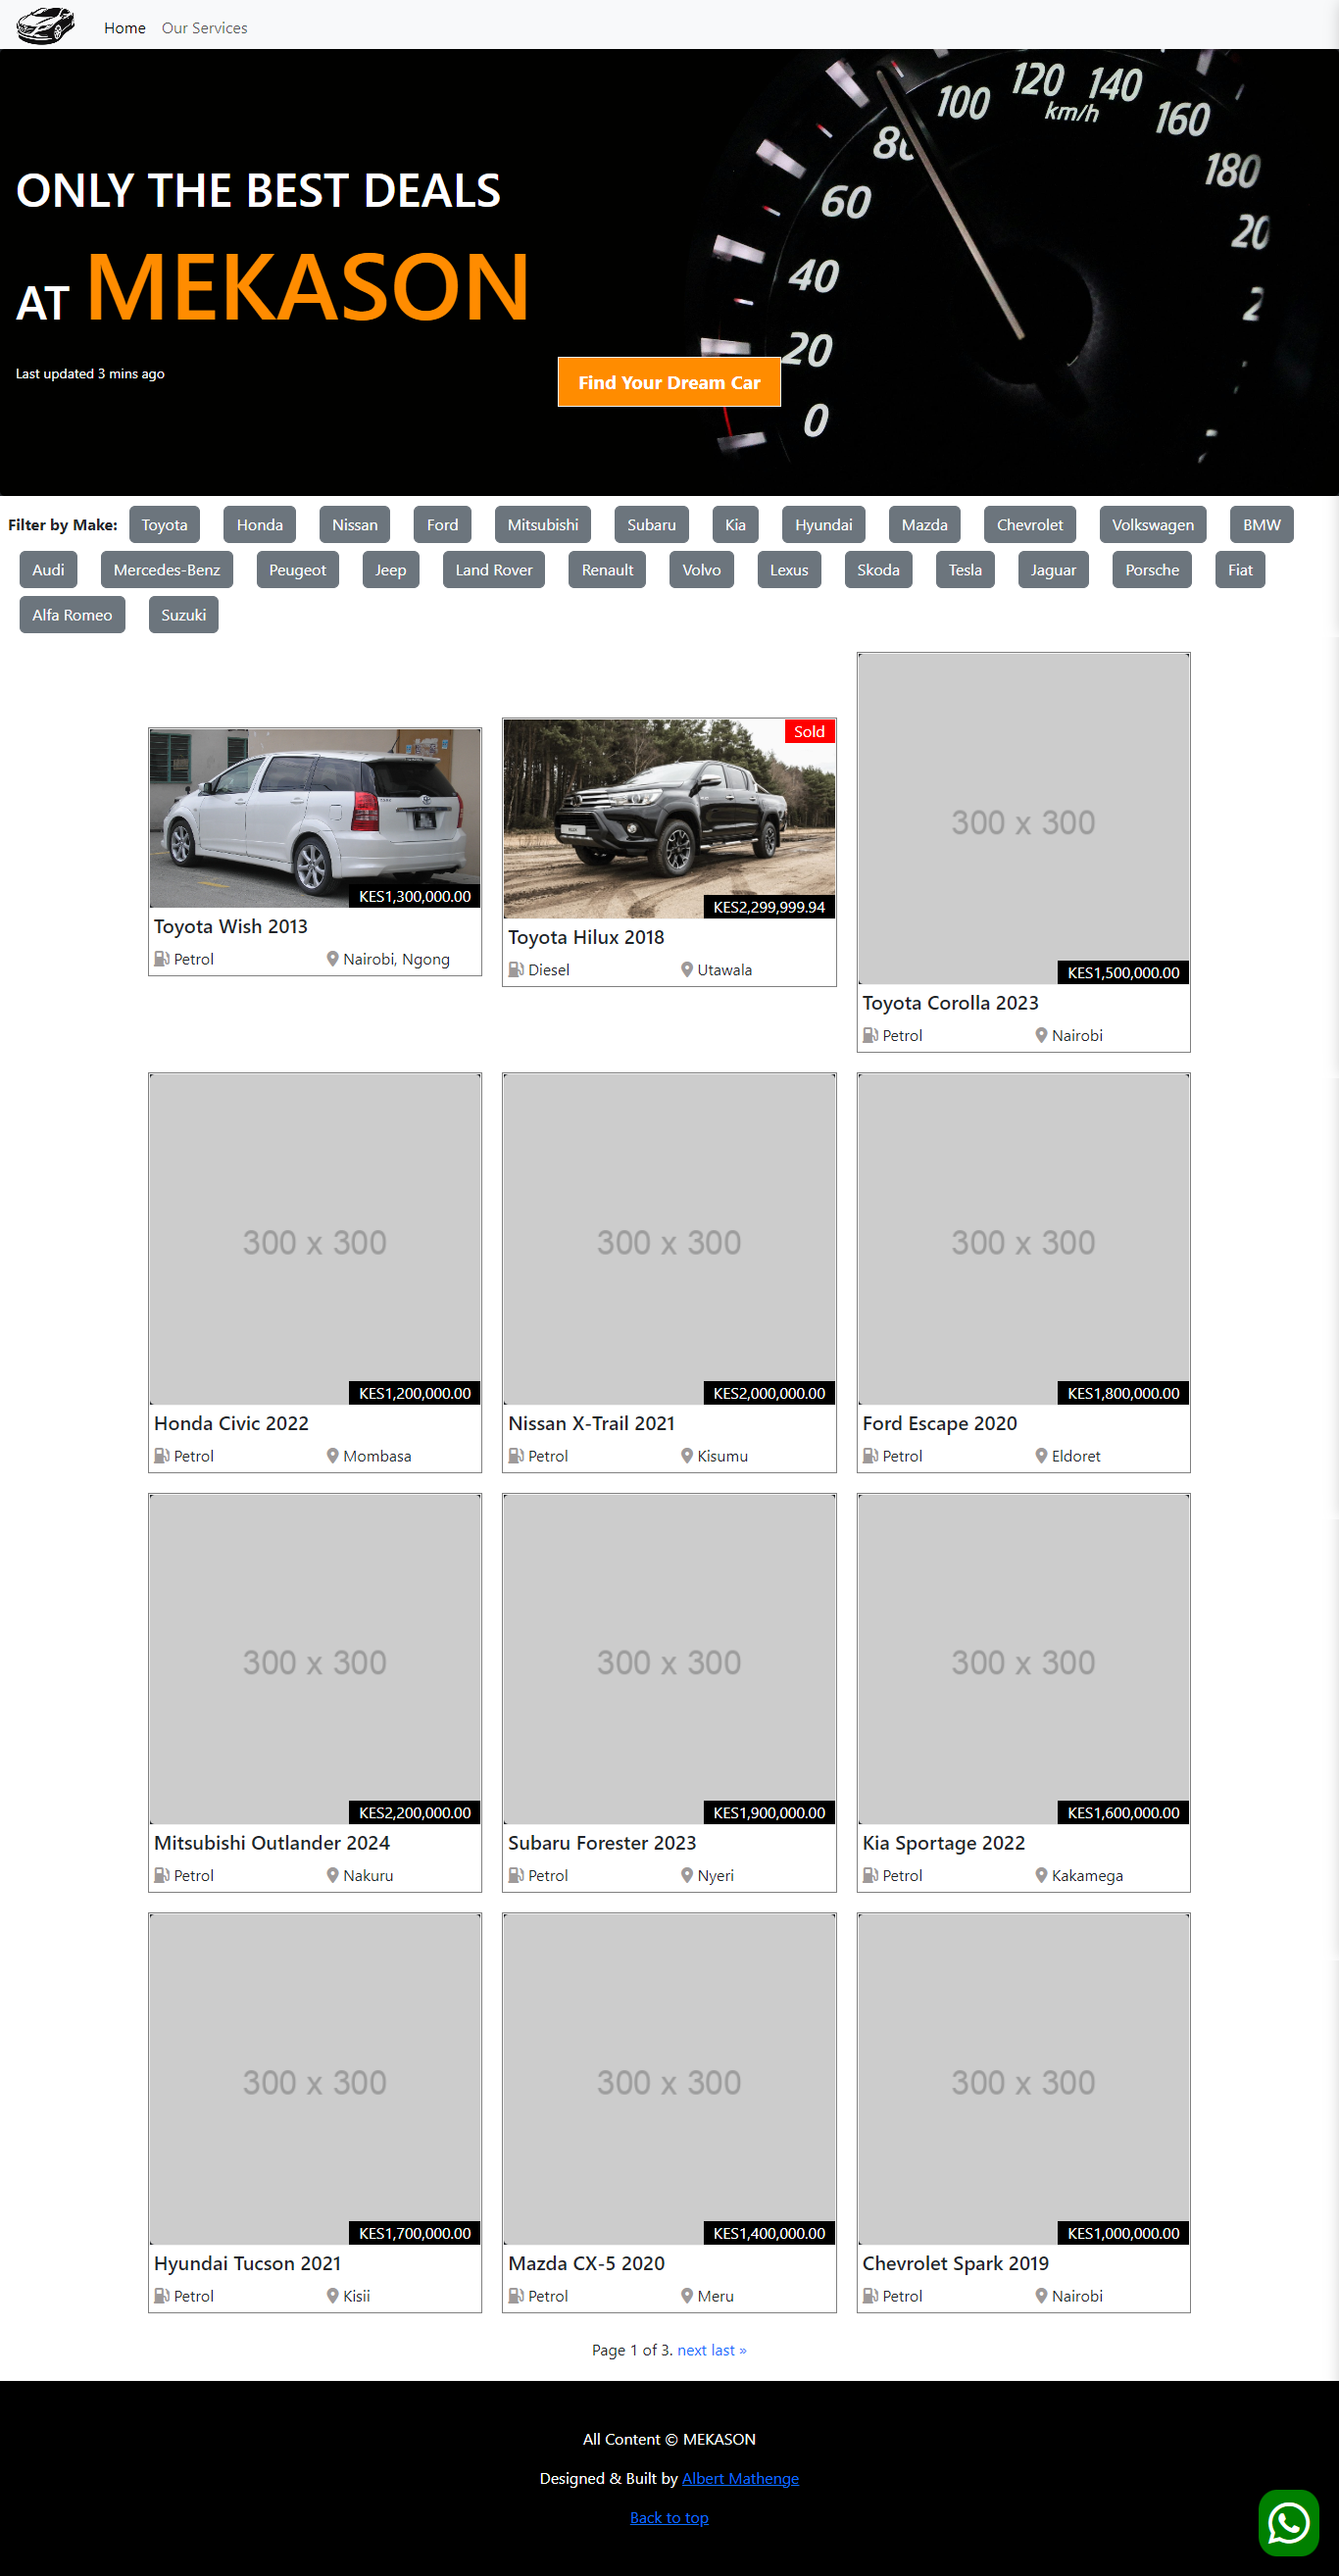 Home Our Services
120 140
100 km/h 160
80 180
60
20
40
2
20
0
ONLY THE BEST DEALS
AT MEKASON
Last updated 3 mins ago
Find Your Dream Car
Filter by Make: Toyota Honda Nissan Ford Mitsubishi Subaru Kia Hyundai Mazda Chevrolet Volkswagen BMW
Audi Mercedes-Benz Peugeot Jeep Land Rover Renault Volvo Lexus Skoda Tesla Jaguar Porsche Fiat
Alfa Romeo Suzuki
KES1,300,000.00
Toyota Wish 2013
Petrol Nairobi, Ngong
Sold
KES2,299,999.94
Toyota Hilux 2018
Diesel Utawala
300 x 300
KES1,500,000.00
Toyota Corolla 2023
Petrol Nairobi
300 x 300
KES1,200,000.00
Honda Civic 2022
Petrol Mombasa
300 x 300
KES2,000,000.00
Nissan X-Trail 2021
Petrol Kisumu
300 x 300
KES1,800,000.00
Ford Escape 2020
Petrol Eldoret
300 x 300
KES2,200,000.00
Mitsubishi Outlander 2024
Petrol Nakuru
300 x 300
KES1,900,000.00
Subaru Forester 2023
Petrol Nyeri
300 x 300
KES1,600,000.00
Kia Sportage 2022
Petrol Kakamega
300 x 300
KES1,700,000.00
Hyundai Tucson 2021
Petrol Kisii
300 x 300
KES1,400,000.00
Mazda CX-5 2020
Petrol Meru
300 x 300
KES1,000,000.00
Chevrolet Spark 2019
Petrol Nairobi
Page 1 of 3. next last »
All Content © MEKASON
Designed & Built by Albert Mathenge
Back to top